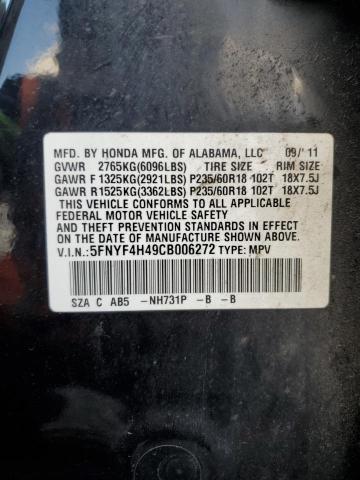 MFD. BY HONDA MFG. OF ALABAMA, LLC 09/'11
GVWR 2765KG(6096LBS) TIRE SIZE RIM SIZE
GAWR F 1325KG(2921LBS) P235/60R18 102T 18X7.5J
GAWR R1525KG(3362LBS) P235/60R18 102T 18X7.5J
THIS VEHICLE CONFORMS TO ALL APPLICABLE
FEDERAL MOTOR VEHICLE SAFETY
AND THEFT PREVENTION STANDARDS IN EFFECT
ON THE DATE OF MANUFACTURE SHOWN ABOVE.
V.I.N.: 5FNYF4H49CB006272 TYPE: MPV
SZA C AB5 -NH731P -B -B